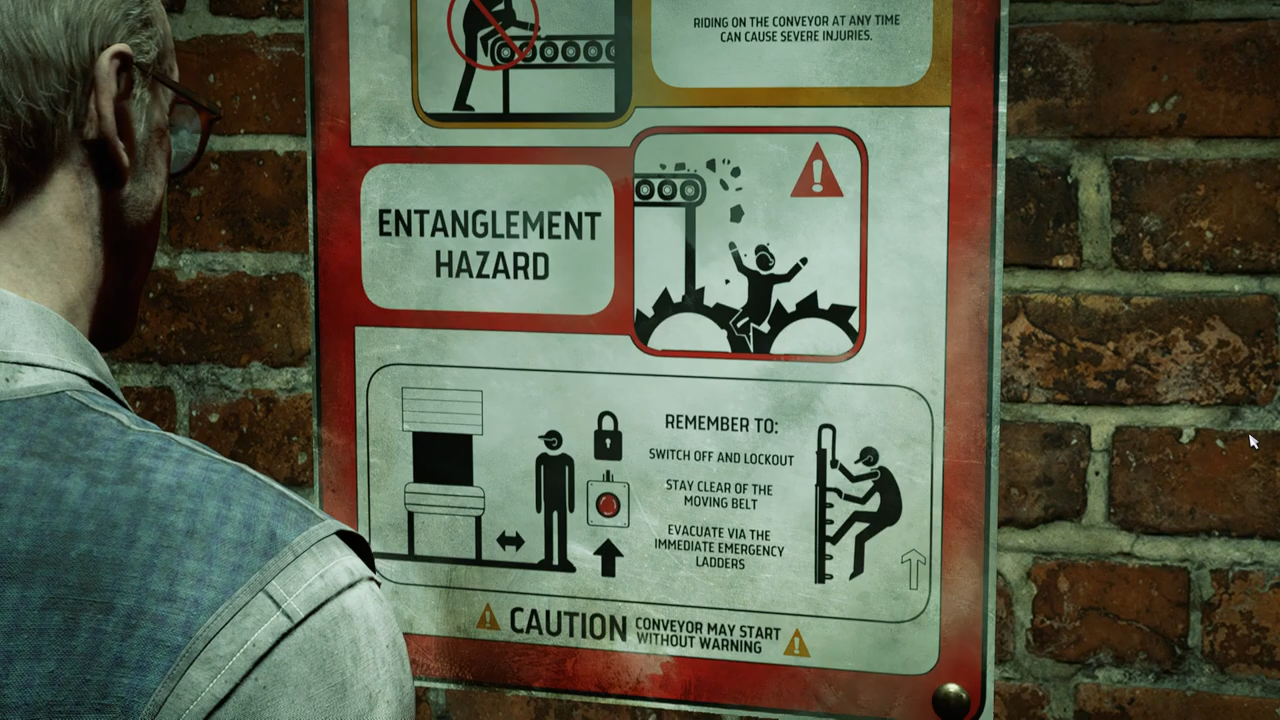 RIDING ON THE CONVEYOR AT ANY TIME
CAN CAUSE SEVERE INJURIES.
ENTANGLEMENT
HAZARD
REMEMBER TO:
SWITCH OFF AND LOCKOUT
STAY CLEAR OF THE
MOVING BELT
EVACUATE VIA THE
IMMEDIATE EMERGENCY
LADDERS
CAUTION
CONVEYOR MAY START
WITHOUT WARNING